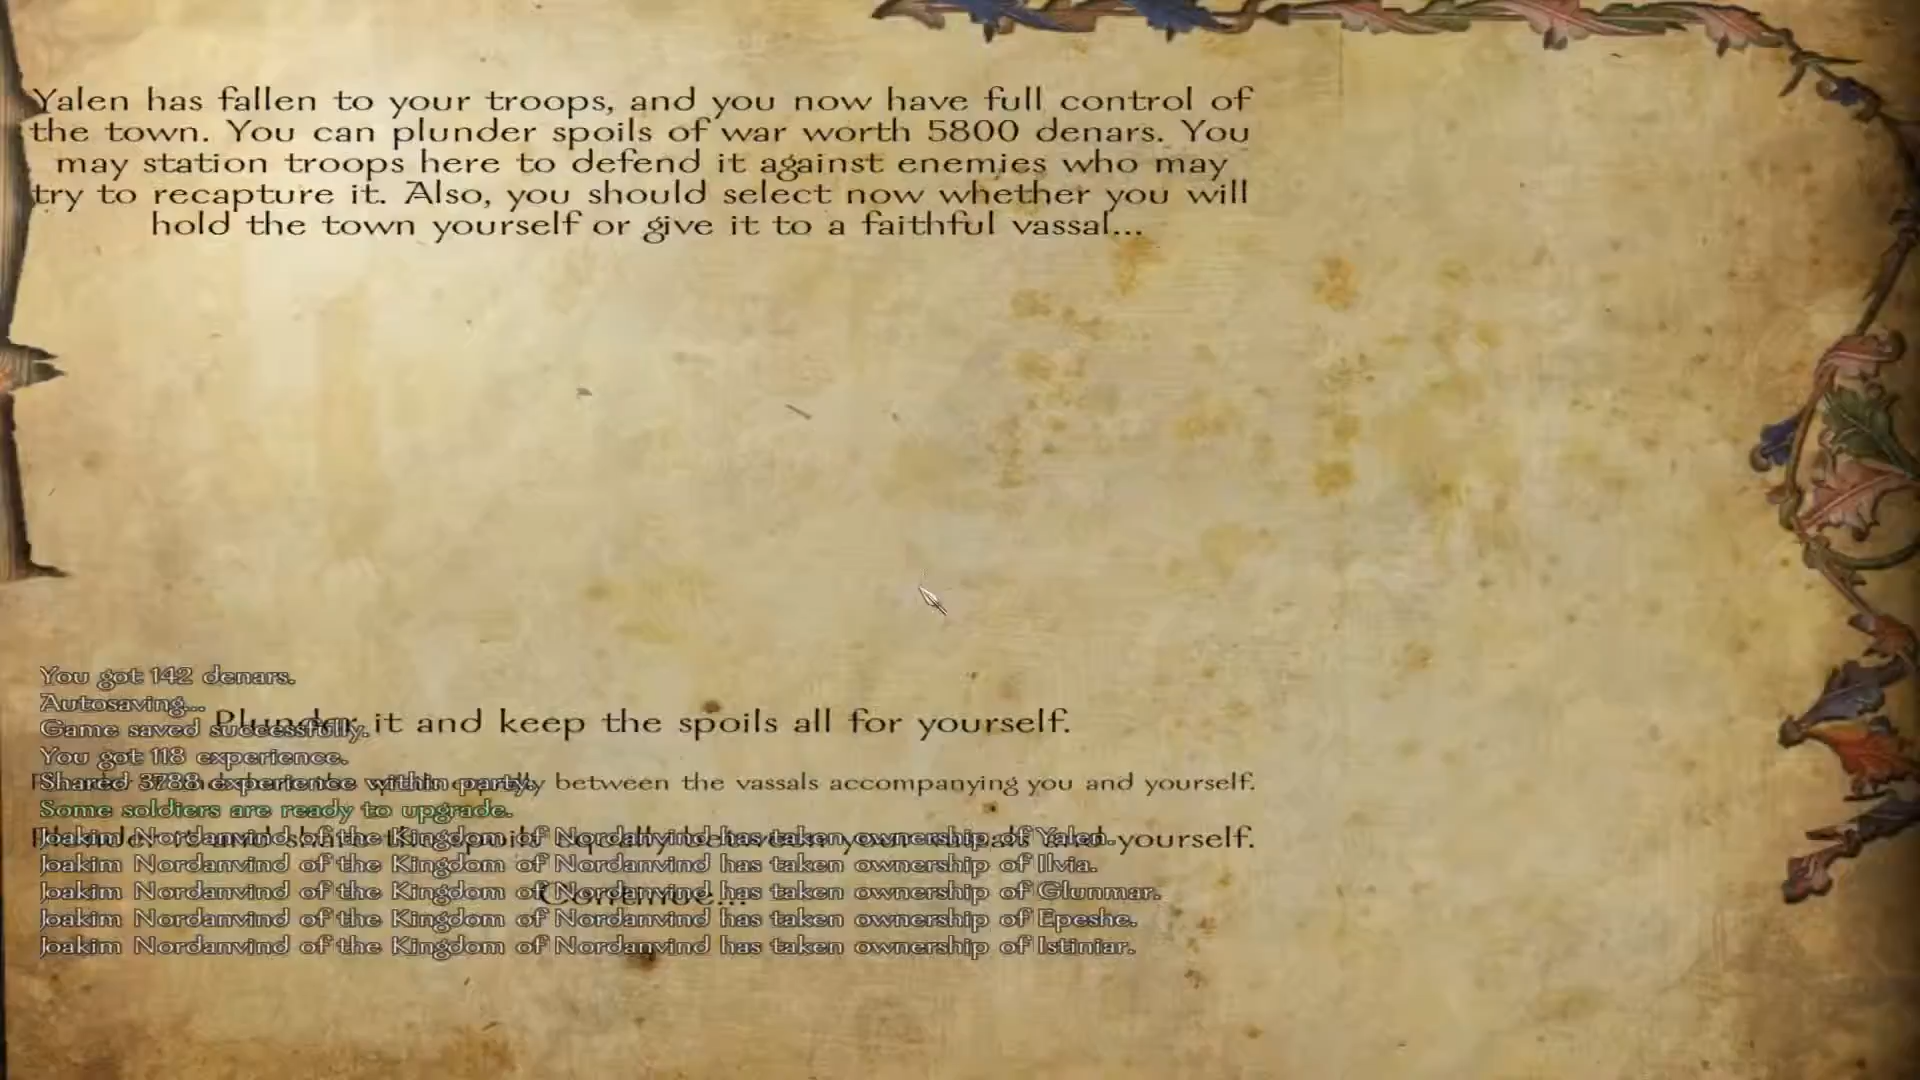 Yalen has fallen to your troops, and you now have full control of
the town. You can plunder spoils of war worth 5800 denars. You
may station troops here to defend it against enemies who may
try to recapture it. Also, you should select now whether you will
hold the town yourself or give it to a faithful vassal...
You got 142 denars.
Autosaving...
Plunder it and keep the spoils all for yourself.
Game saved successfully.
You got 118 experience.
Shared 3788 experience within party.
between the vassals accompanying you and yourself.
Some soldiers are ready to upgrade.
Joakim Nordanvind of the Kingdom of Nordanvind has taken ownership of Yalen.
yourself.
Joakim Nordanvind of the Kingdom of Nordanvind has taken ownership of Ilvia.
Joakim Nordanvind of the Kingdom of Nordanvind has taken ownership of Glunmar.
Continue...
Joakim Nordanvind of the Kingdom of Nordanvind has taken ownership of Epeshe.
Joakim Nordanvind of the Kingdom of Nordanvind has taken ownership of Istiniar.